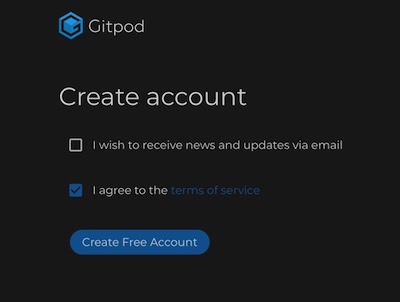 Gitpod
Create account
I wish to receive news and updates via email
I agree to the terms of service
Create Free Account